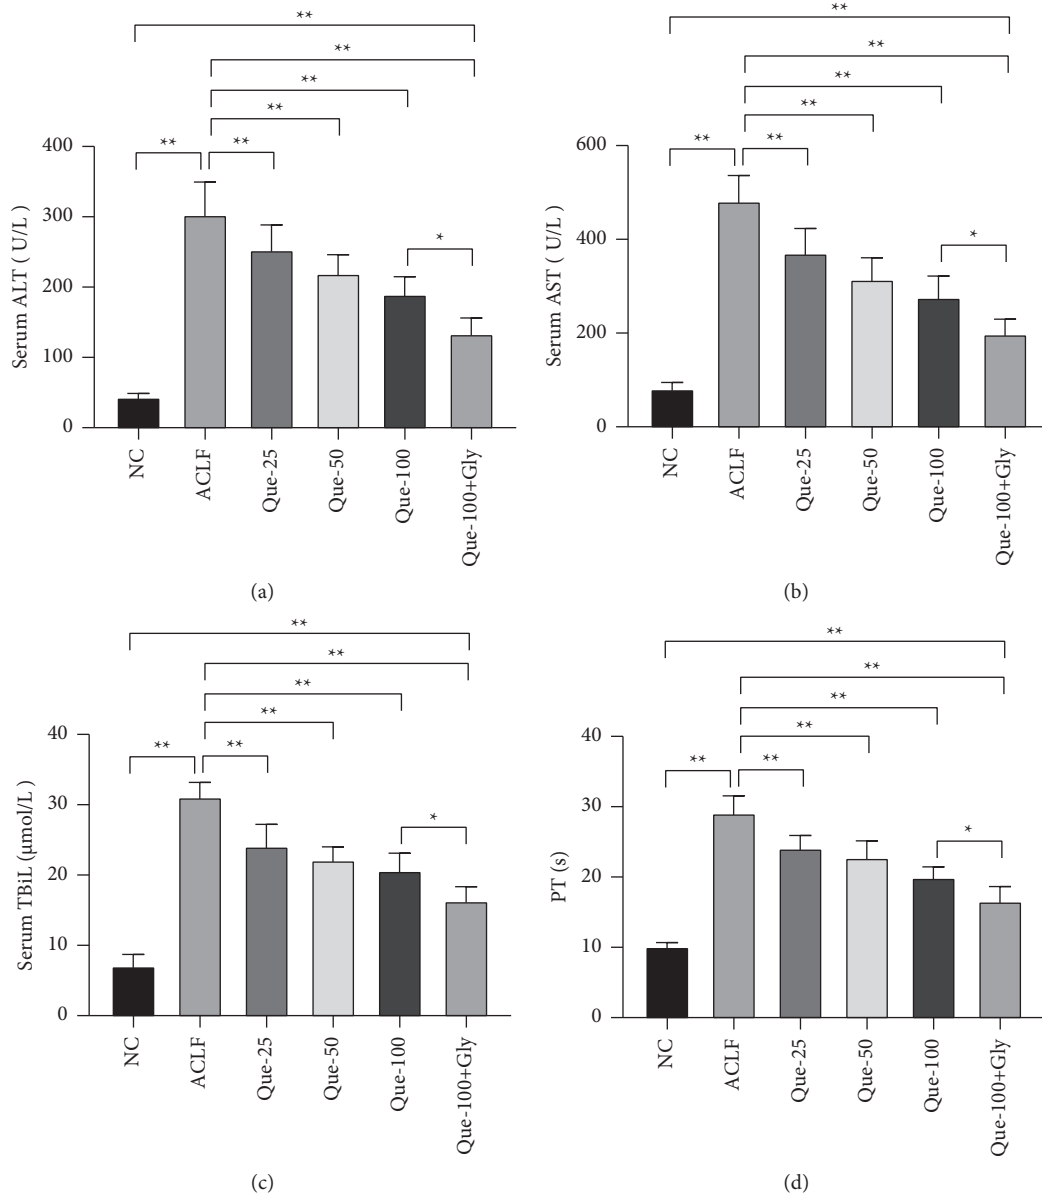 **
**
**
**
** **
*
400
300
200
100
0
Serum ALT ( U/L )
NC
ACLF
Que-25
Que-50
Que-100
Que-100+Gly
(a)
**
**
**
**
** **
*
600
400
200
0
Serum AST ( U/L )
NC
ACLF
Que-25
Que-50
Que-100
Que-100+Gly
(b)
**
**
**
**
** **
*
40
30
20
10
0
Serum TBiL (μmol/L )
NC
ACLF
Que-25
Que-50
Que-100
Que-100+Gly
(c)
**
**
**
**
** **
*
40
30
20
10
0
PT (s)
NC
ACLF
Que-25
Que-50
Que-100
Que-100+Gly
(d)